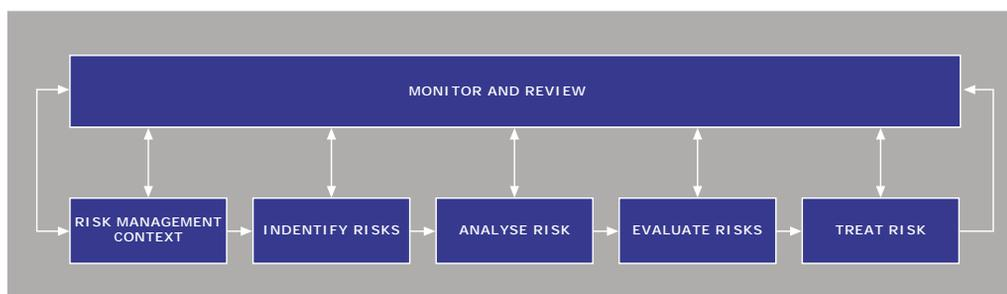 MONITOR AND REVIEW
RISK MANAGEMENT
CONTEXT
INDENTIFY RISKS
ANALYSE RISK
EVALUATE RISKS
TREAT RISK